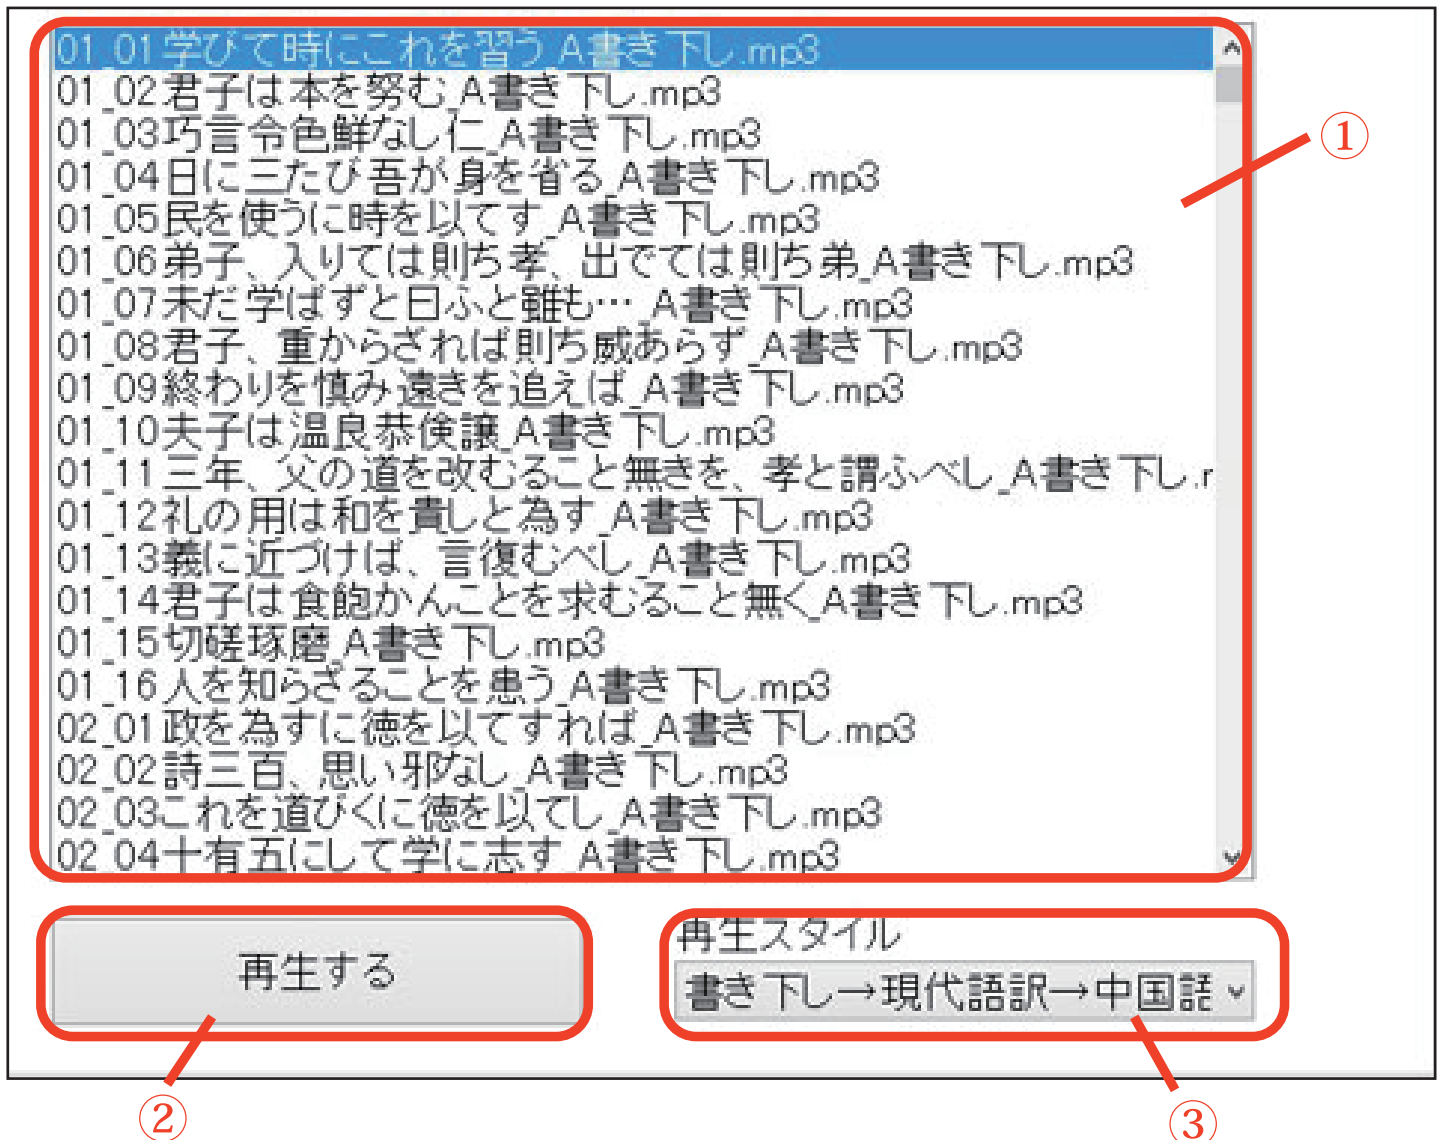 01_01学びて時にこれを習う_A書き下し.mp3
01_02君子は本を努む_A書き下し.mp3
01_03巧言令色鮮なし仁_A書き下し.mp3
①
01_04日に三たび吾が身を省る_A書き下し.mp3
01_05民を使うに時を以てす_A書き下し.mp3
01_06弟子、入りては則ち孝、出でては則ち弟_A書き下し.mp3
01_07未だ学ばずと曰ふと雖も…_A書き下し.mp3
01_08君子、重からざれば則ち威あらず_A書き下し.mp3
01_09終わりを慎み遠きを追えば_A書き下し.mp3
01_10夫子は温良恭倹譲_A書き下し.mp3
01_11三年、父の道を改むること無きを、孝と謂ふべし_A書き下し.r
01_12礼の用は和を貴しと為す_A書き下し.mp3
01_13義に近づけば、言復むべし_A書き下し.mp3
01_14君子は食飽かんことを求むること無く_A書き下し.mp3
01_15切磋琢磨_A書き下し.mp3
01_16人を知らざることを患う_A書き下し.mp3
02_01政を為すに徳を以てすれば_A書き下し.mp3
02_02詩三百、思い邪なし_A書き下し.mp3
02_03これを道びくに徳を以てし_A書き下し.mp3
02_04十有五にして学に志す_A書き下し.mp3
再生する
再生スタイル
書き下し→現代語訳→中国語
②
③